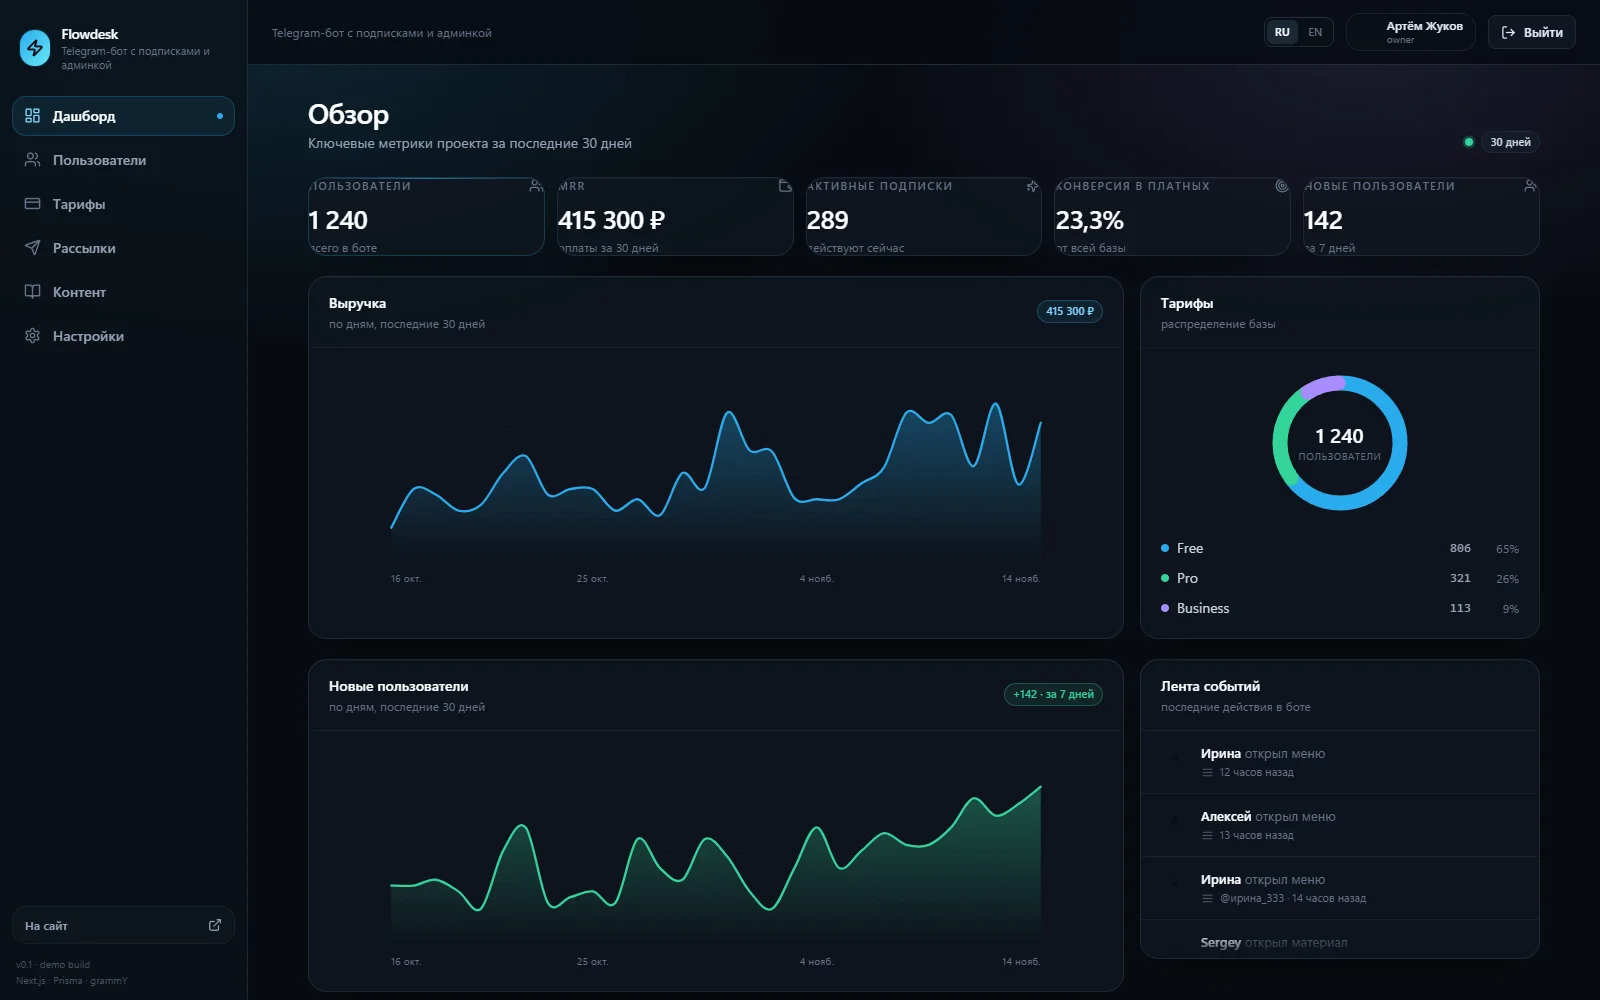 Flowdesk
Telegram-бот с подписками и
админкой
Дашборд
Пользователи
Тарифы
Рассылки
Контент
Настройки
На сайт
v0.1 · demo build
Next.js · Prisma · grammY
Telegram-бот с подписками и админкой
RU EN
Артём Жуков
owner
Выйти
Обзор
Ключевые метрики проекта за последние 30 дней
30 дней
ПОЛЬЗОВАТЕЛИ
1 240
всего в боте
MRR
415 300 ₽
оплаты за 30 дней
АКТИВНЫЕ ПОДПИСКИ
289
действуют сейчас
КОНВЕРСИЯ В ПЛАТНЫХ
23,3%
от всей базы
НОВЫЕ ПОЛЬЗОВАТЕЛИ
142
за 7 дней
Выручка
по дням, последние 30 дней
415 300 ₽
16 окт. 25 окт. 4 нояб. 14 нояб.
Тарифы
распределение базы
1 240
ПОЛЬЗОВАТЕЛИ
Free 806 65%
Pro 321 26%
Business 113 9%
Новые пользователи
по дням, последние 30 дней
+142 · за 7 дней
16 окт. 25 окт. 4 нояб. 14 нояб.
Лента событий
последние действия в боте
Ирина открыл меню
12 часов назад
Алексей открыл меню
13 часов назад
Ирина открыл меню
@ирина_333 · 14 часов назад
Sergey открыл материал